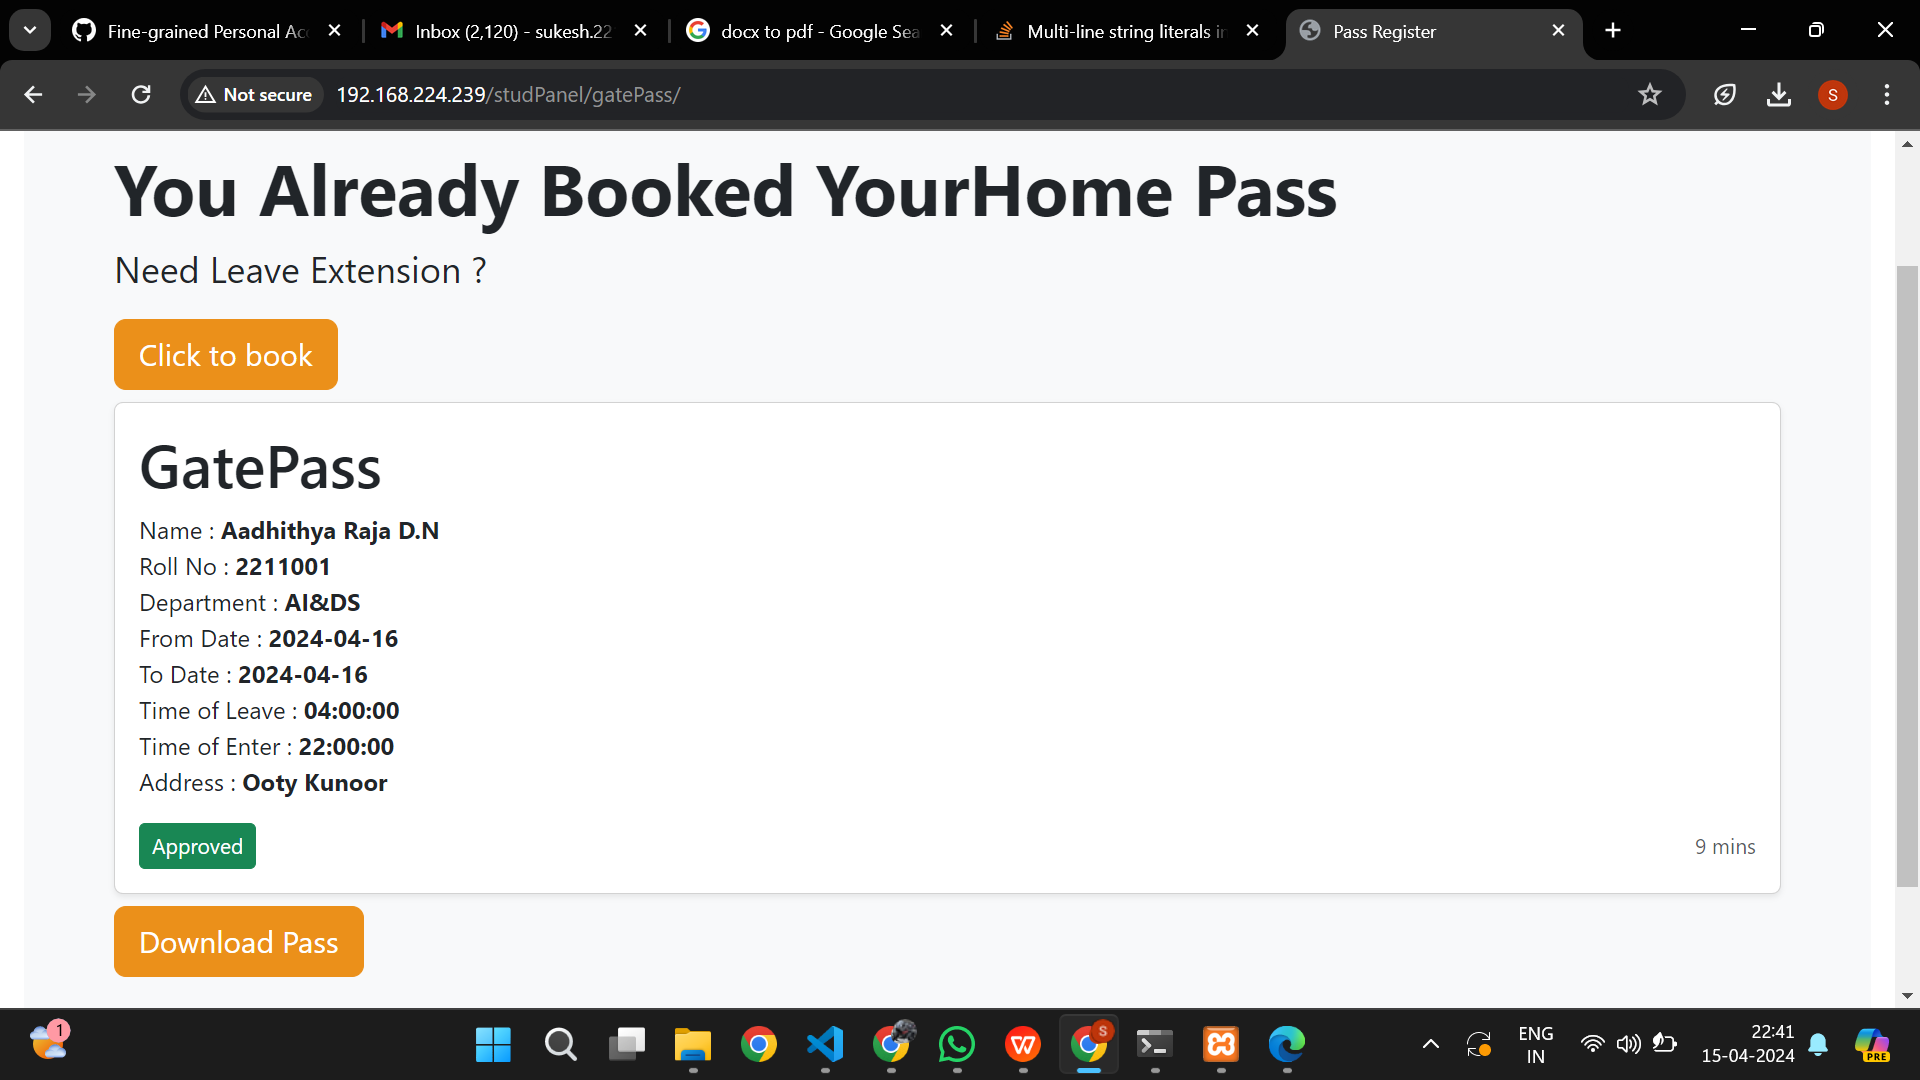 Fine-grained Personal Acc
Inbox (2,120) - sukesh.22
docx to pdf - Google Sea
Multi-line string literals in
Pass Register
Not secure
192.168.224.239/studPanel/gatePass/
S
You Already Booked YourHome Pass
Need Leave Extension ?
Click to book
GatePass
Name : Aadhithya Raja D.N
Roll No : 2211001
Department : AI&DS
From Date : 2024-04-16
To Date : 2024-04-16
Time of Leave : 04:00:00
Time of Enter : 22:00:00
Address : Ooty Kunoor
Approved
9 mins
Download Pass
1
S
ENG
IN
22:41
15-04-2024
PRE